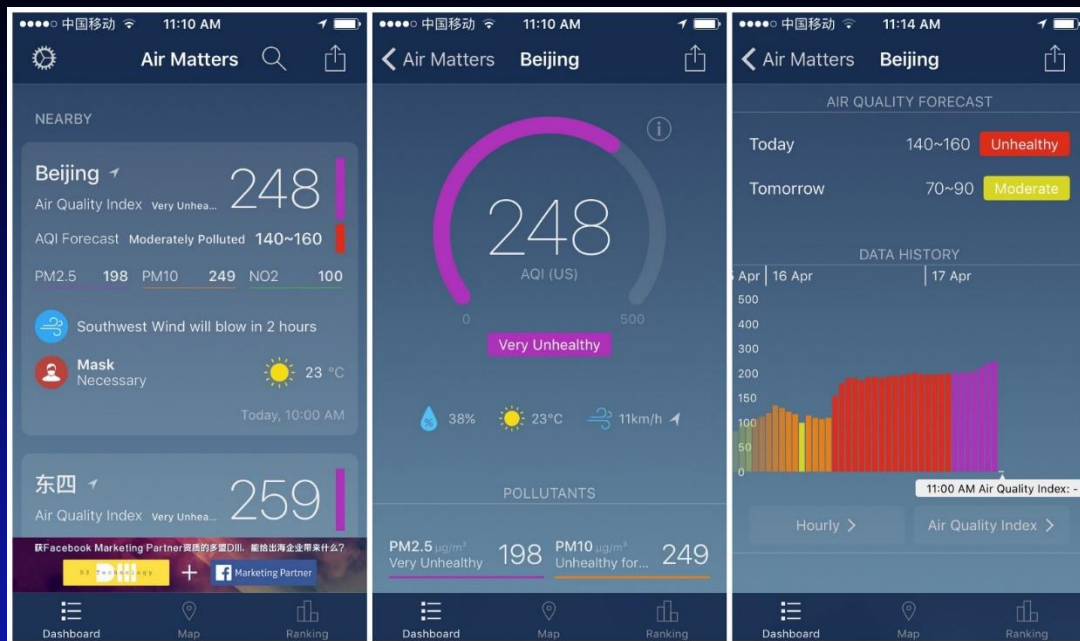 中国移动 11:10 AM
Air Matters
NEARBY
Beijing
248
Air Quality Index Very Unhea...
AQI Forecast Moderately Polluted 140~160
PM2.5 198 PM10 249 NO2 100
Southwest Wind will blow in 2 hours
Mask
Necessary
23 °C
Today, 10:00 AM
东四
259
Air Quality Index Very Unhea...
获Facebook Marketing Partner资质的多盟DIII，能给出海企业带来什么?
+ Marketing Partner
Dashboard Map Ranking
中国移动 11:10 AM
Air Matters Beijing
248
AQI (US)
0 500
Very Unhealthy
38% 23°C 11km/h
POLLUTANTS
PM2.5 μg/m³ 198 PM10 μg/m³ 249
Very Unhealthy Unhealthy for...
Dashboard Map Ranking
中国移动 11:14 AM
Air Matters Beijing
AIR QUALITY FORECAST
Today 140~160 Unhealthy
Tomorrow 70~90 Moderate
DATA HISTORY
Apr 16 Apr 17 Apr
500
400
300
200
150
100
50
0
11:00 AM Air Quality Index: -
Hourly > Air Quality Index >
Dashboard Map Ranking